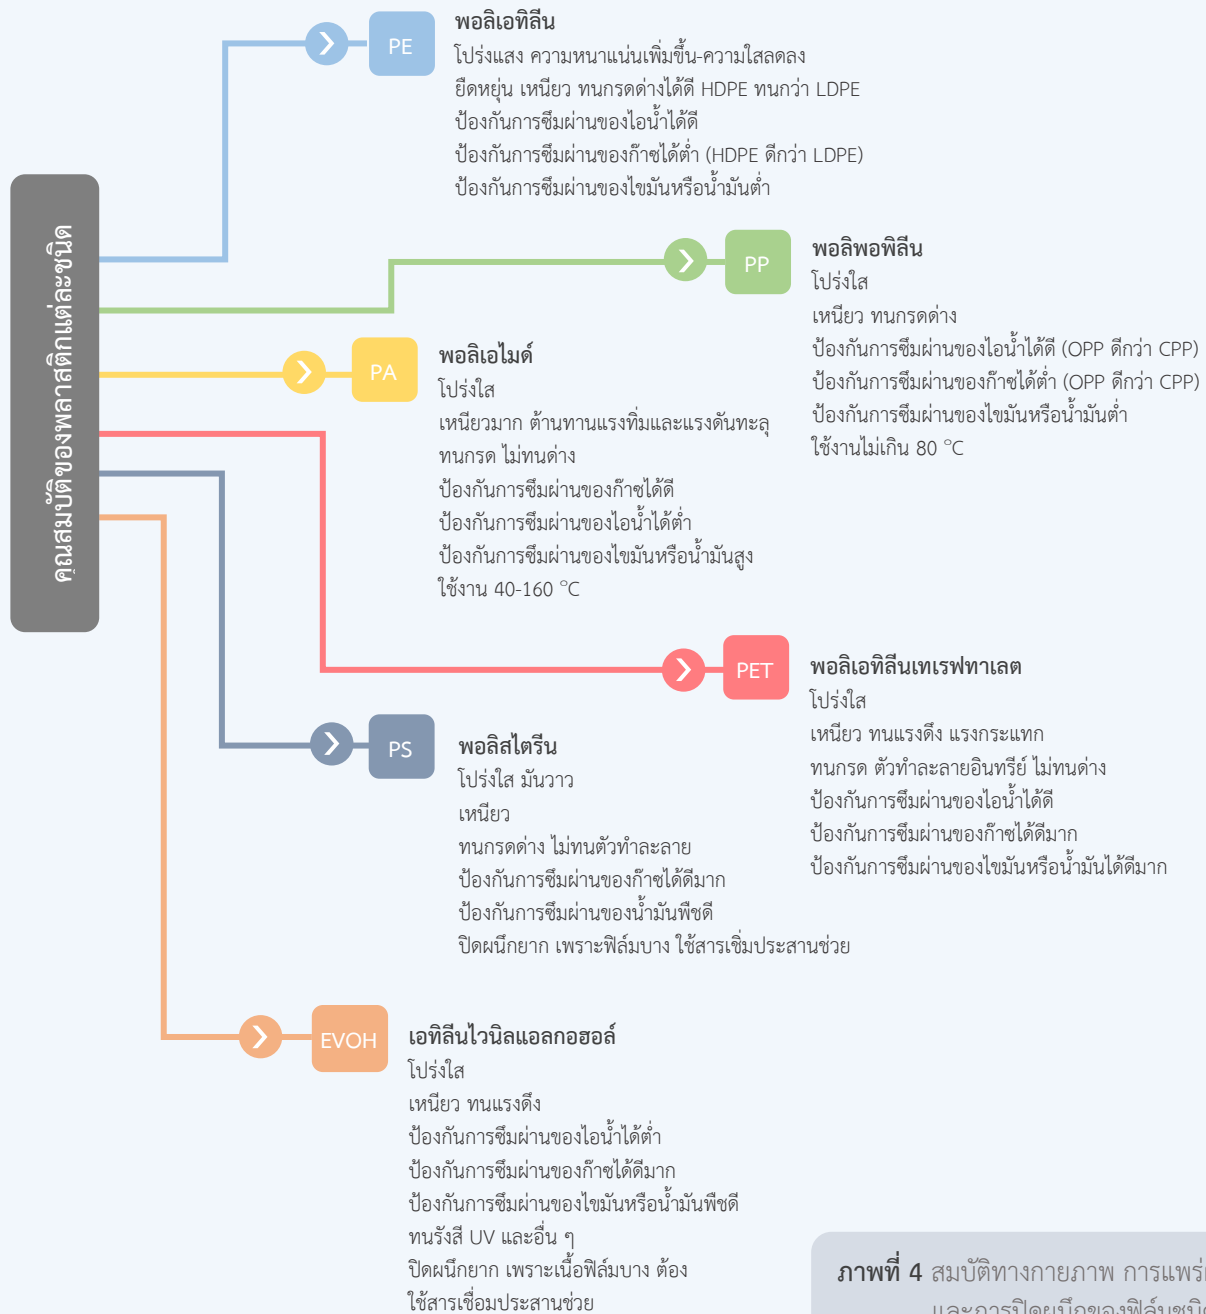 คุณสมบัติของพลาสติกแต่ละชนิด
PE
พอลิเอทิลีน
โปร่งแสง ความหนาแน่นเพิ่มขึ้น-ความใสลดลง
ยืดหยุ่น เหนียว ทนกรดด่างได้ดี HDPE ทนกว่า LDPE
ป้องกันการซึมผ่านของไอน้ำได้ดี
ป้องกันการซึมผ่านของก๊าซได้ต่ำ (HDPE ดีกว่า LDPE)
ป้องกันการซึมผ่านของไขมันหรือน้ำมันต่ำ
PP
พอลิพอพิลีน
โปร่งใส
เหนียว ทนกรดด่าง
ป้องกันการซึมผ่านของไอน้ำได้ดี (OPP ดีกว่า CPP)
ป้องกันการซึมผ่านของก๊าซได้ต่ำ (OPP ดีกว่า CPP)
ป้องกันการซึมผ่านของไขมันหรือน้ำมันต่ำ
ใช้งานไม่เกิน 80 °C
PA
พอลิเอไมด์
โปร่งใส
เหนียวมาก ต้านทานแรงทิ่มและแรงดันทะลุ
ทนกรด ไม่ทนด่าง
ป้องกันการซึมผ่านของก๊าซได้ดี
ป้องกันการซึมผ่านของไอน้ำได้ต่ำ
ป้องกันการซึมผ่านของไขมันหรือน้ำมันสูง
ใช้งาน 40-160 °C
PET
พอลิเอทิลีนเทเรฟทาเลต
โปร่งใส
เหนียว ทนแรงดึง แรงกระแทก
ทนกรด ตัวทำละลายอินทรีย์ ไม่ทนด่าง
ป้องกันการซึมผ่านของไอน้ำได้ดี
ป้องกันการซึมผ่านของก๊าซได้ดีมาก
ป้องกันการซึมผ่านของไขมันหรือน้ำมันได้ดีมาก
PS
พอลิสไตรีน
โปร่งใส มันวาว
เหนียว
ทนกรดด่าง ไม่ทนตัวทำละลาย
ป้องกันการซึมผ่านของก๊าซได้ดีมาก
ป้องกันการซึมผ่านของน้ำมันพืชดี
ปิดผนึกยาก เพราะฟิล์มบาง ใช้สารเชิ่มประสานช่วย
EVOH
เอทิลีนไวนิลแอลกอฮอล์
โปร่งใส
เหนียว ทนแรงดึง
ป้องกันการซึมผ่านของไอน้ำได้ต่ำ
ป้องกันการซึมผ่านของก๊าซได้ดีมาก
ป้องกันการซึมผ่านของไขมันหรือน้ำมันพืชดี
ทนรังสี UV และอื่น ๆ
ปิดผนึกยาก เพราะเนื้อฟิล์มบาง ต้อง
ใช้สารเชื่อมประสานช่วย
ภาพที่ 4 สมบัติทางกายภาพ การแพร่
และการปิดผนึกของฟิล์มชนิด